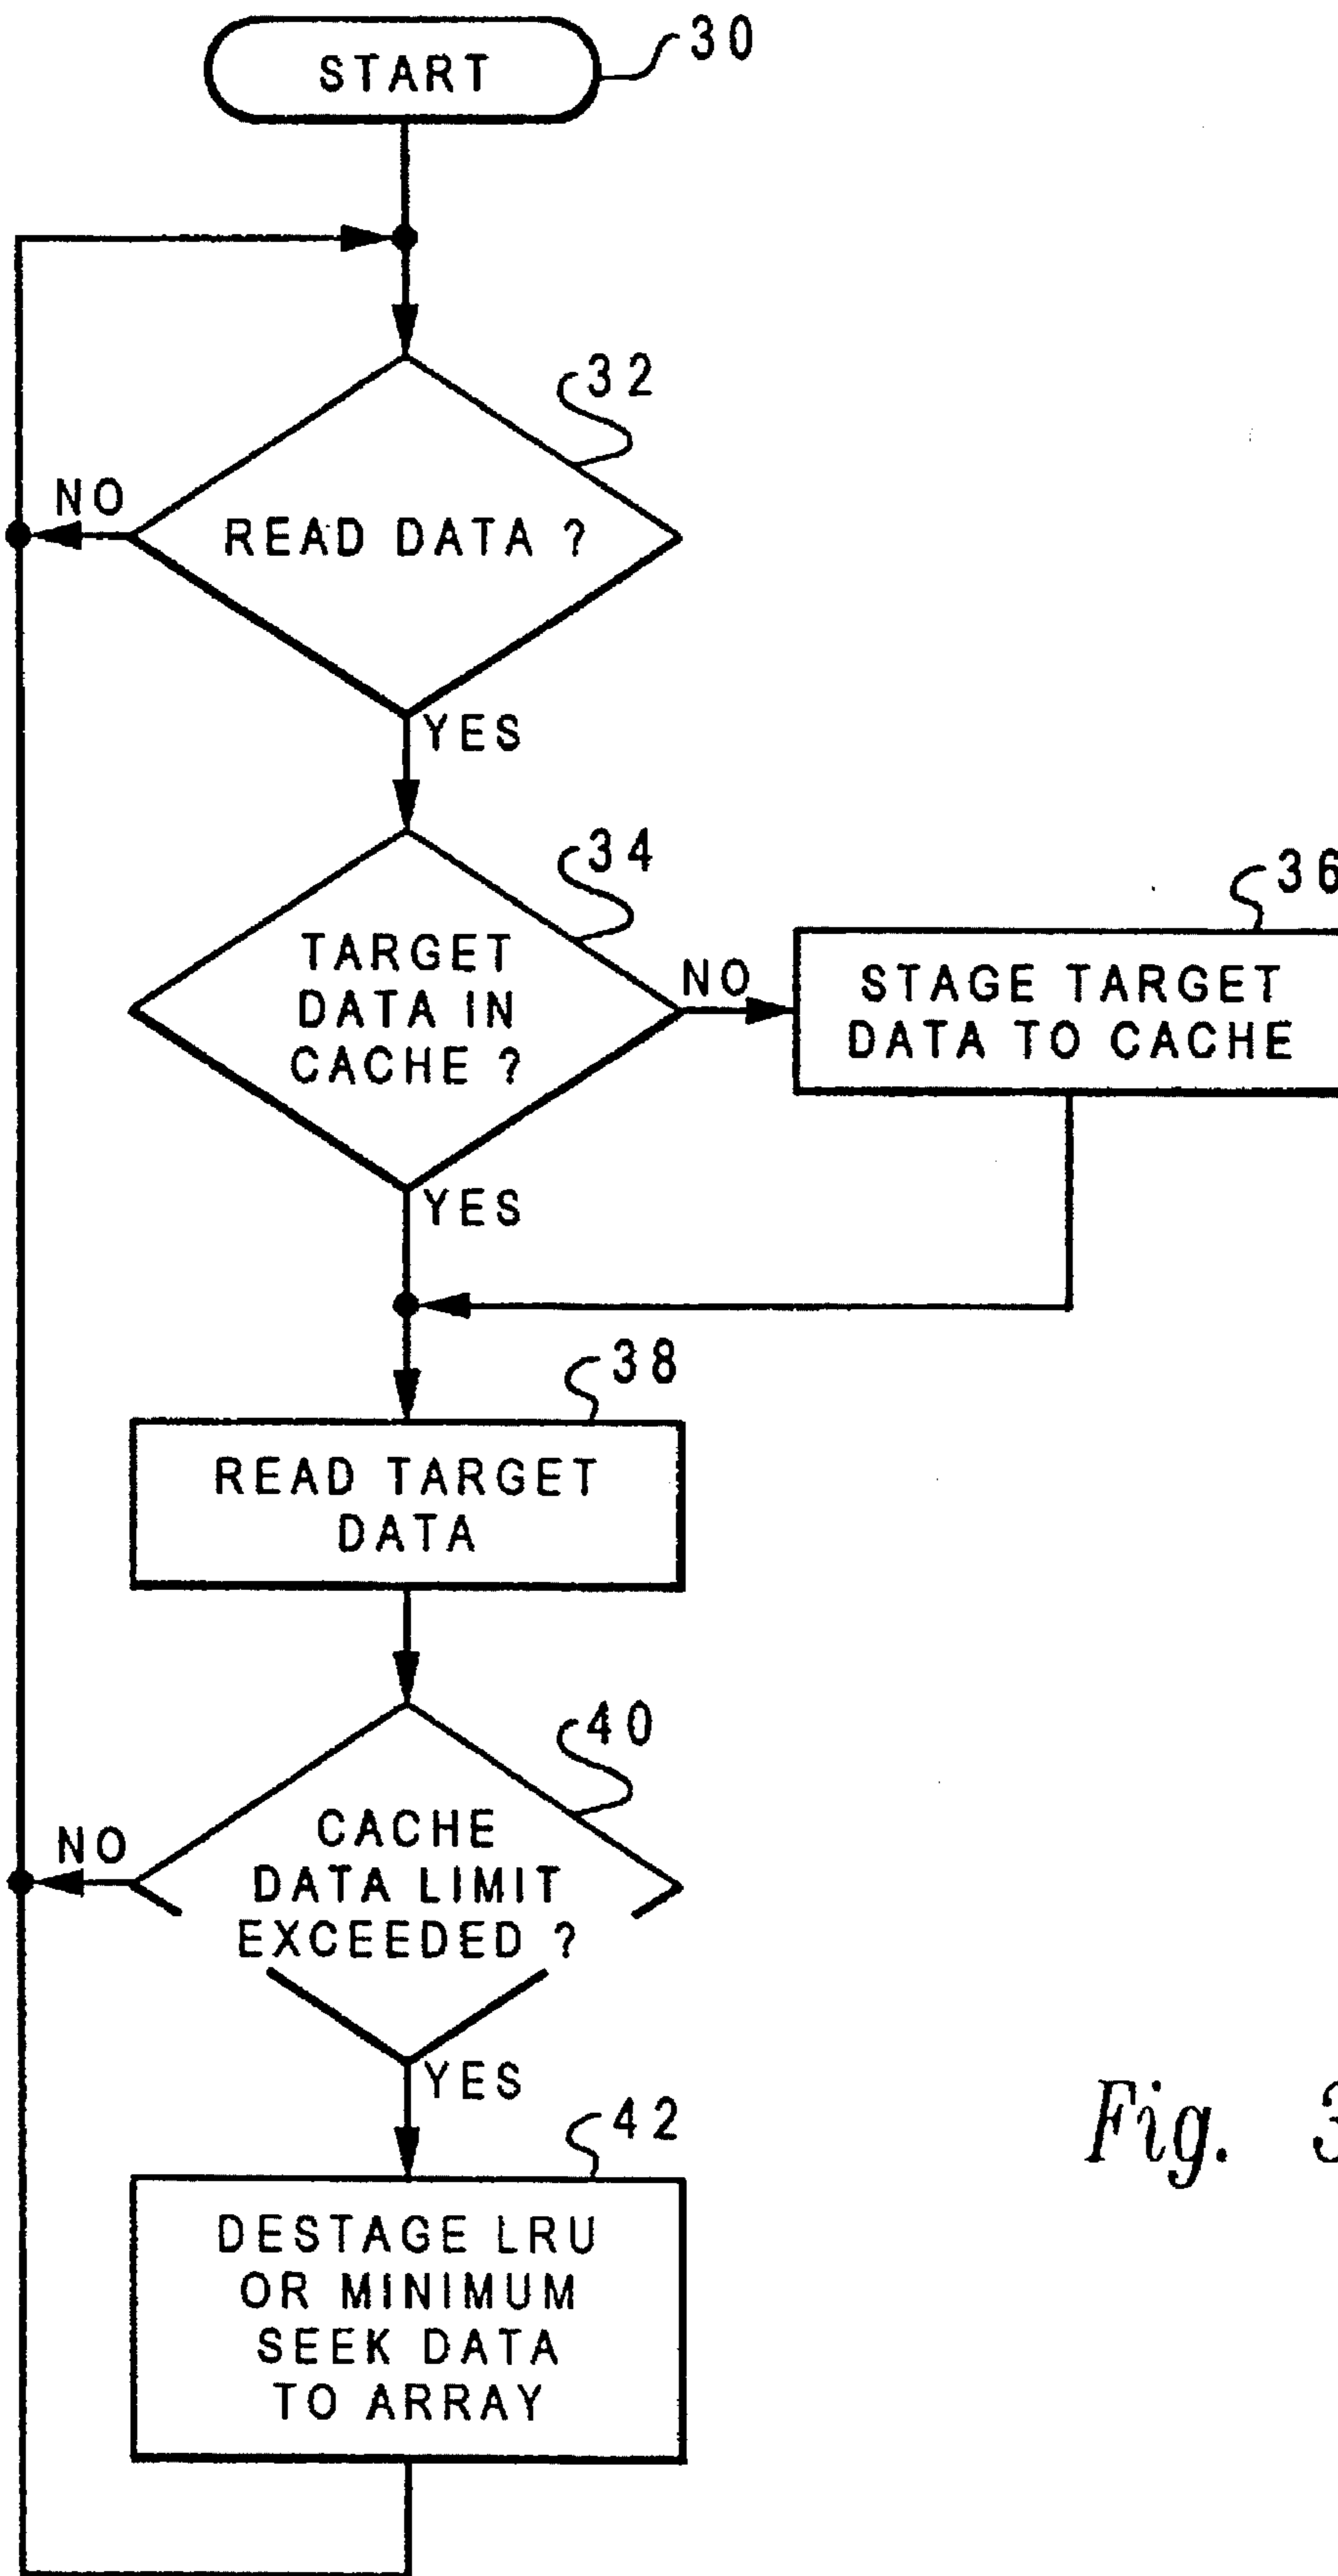 START
30
32
NO
READ DATA ?
YES
34
TARGET
DATA IN
CACHE ?
NO
36
STAGE TARGET
DATA TO CACHE
YES
38
READ TARGET
DATA
40
NO
CACHE
DATA LIMIT
EXCEEDED ?
YES
42
DESTAGE LRU
OR MINIMUM
SEEK DATA
TO ARRAY
Fig. 3